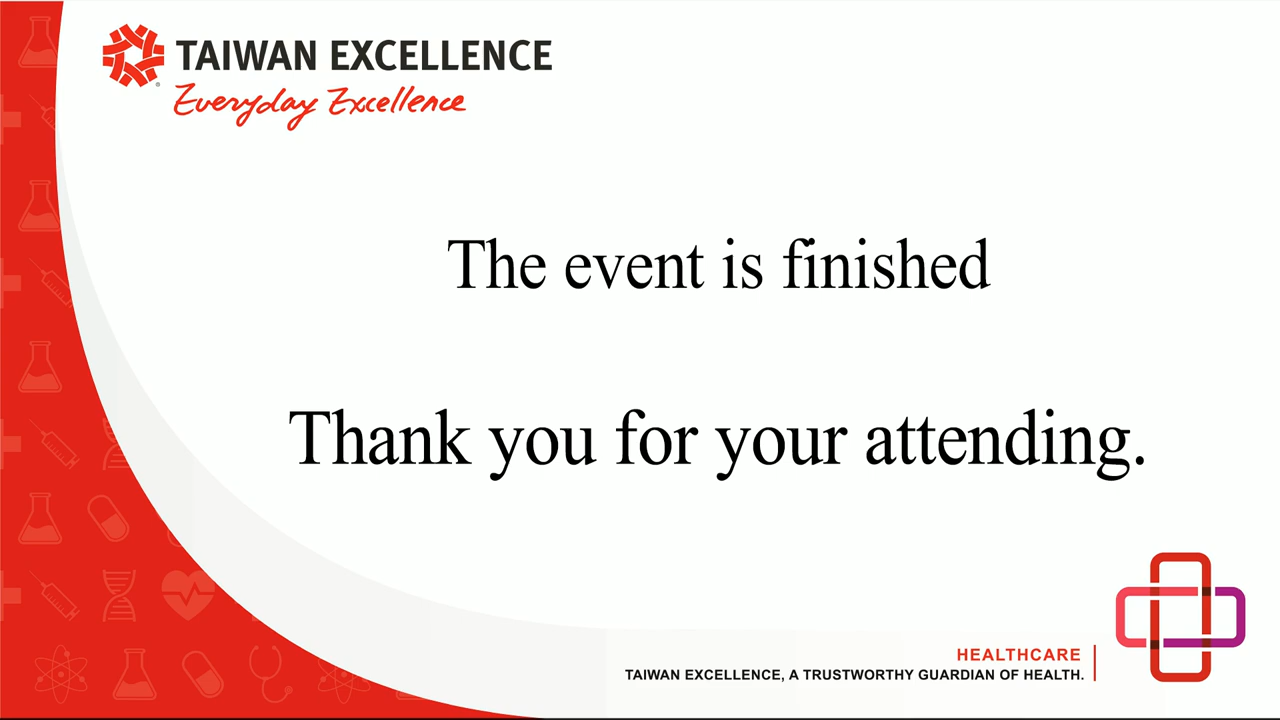 TAIWAN EXCELLENCE
Everyday Excellence
The event is finished
Thank you for your attending.
HEALTHCARE
TAIWAN EXCELLENCE, A TRUSTWORTHY GUARDIAN OF HEALTH.